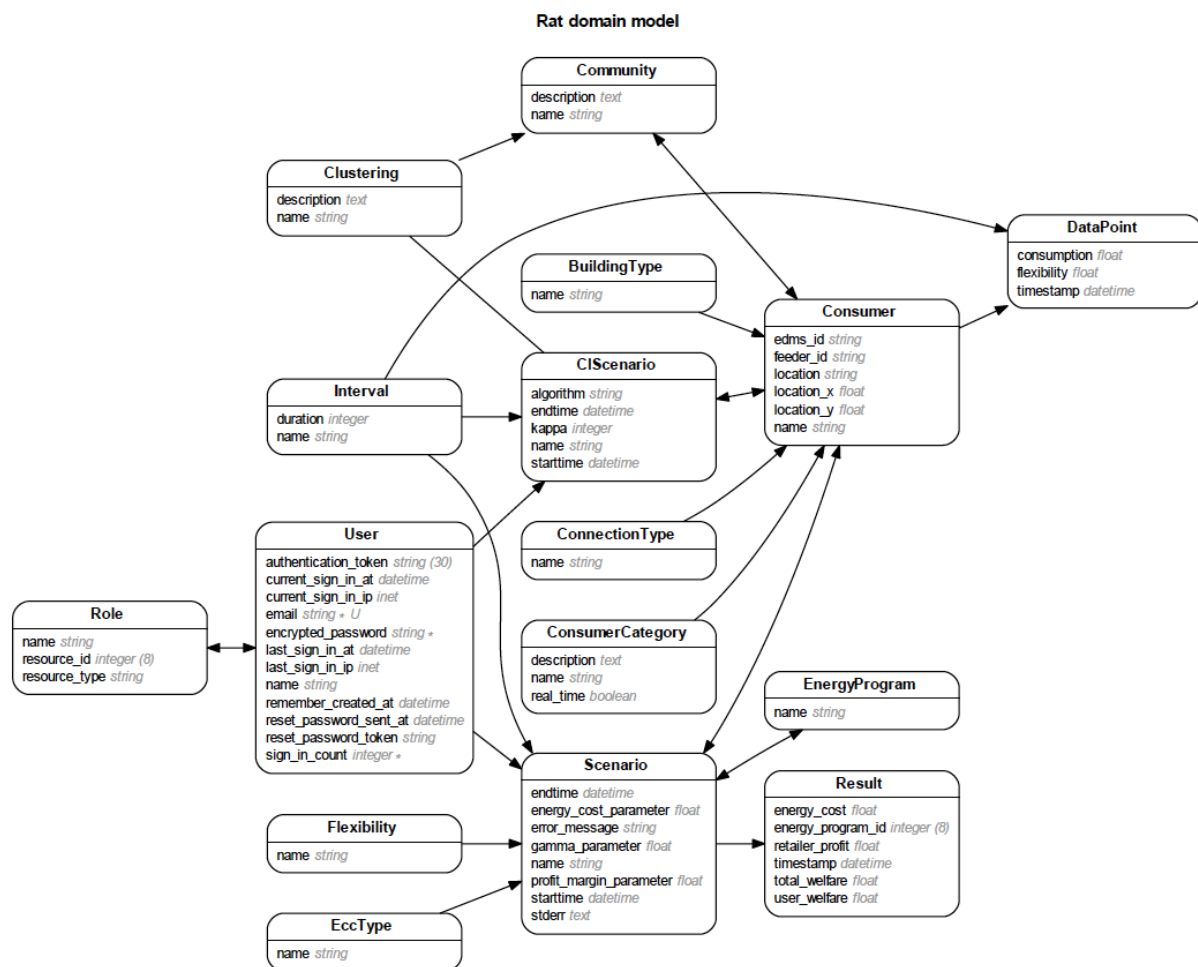 Rat domain model
Community
description text
name string
Clustering
description text
name string
DataPoint
consumption float
flexibility float
timestamp datetime
BuildingType
name string
Consumer
edms_id string
feeder_id string
location string
location_x float
location_y float
name string
ClScenario
algorithm string
endtime datetime
kappa integer
name string
starttime datetime
Interval
duration integer
name string
User
authentication_token string (30)
current_sign_in_at datetime
current_sign_in_ip inet
email string * U
encrypted_password string *
last_sign_in_at datetime
last_sign_in_ip inet
name string
remember_created_at datetime
reset_password_sent_at datetime
reset_password_token string
sign_in_count integer *
ConnectionType
name string
Role
name string
resource_id integer (8)
resource_type string
ConsumerCategory
description text
name string
real_time boolean
EnergyProgram
name string
Scenario
endtime datetime
energy_cost_parameter float
error_message string
gamma_parameter float
name string
profit_margin_parameter float
starttime datetime
stderr text
Result
energy_cost float
energy_program_id integer (8)
retailer_profit float
timestamp datetime
total_welfare float
user_welfare float
Flexibility
name string
EccType
name string